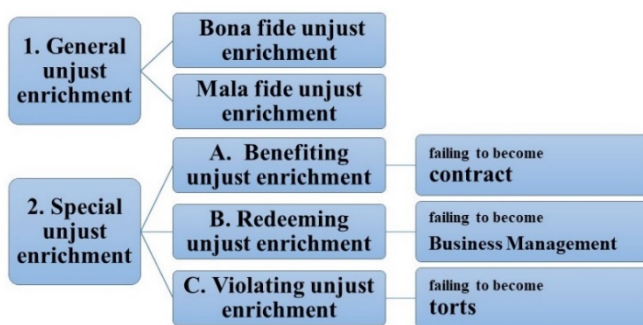 1. General
unjust
enrichment
Bona fide unjust
enrichment
Mala fide unjust
enrichment
2. Special
unjust
enrichment
A. Benefiting
unjust enrichment
failing to become
contract
B. Redeeming
unjust enrichment
failing to become
Business Management
C. Violating unjust
enrichment
failing to become
torts